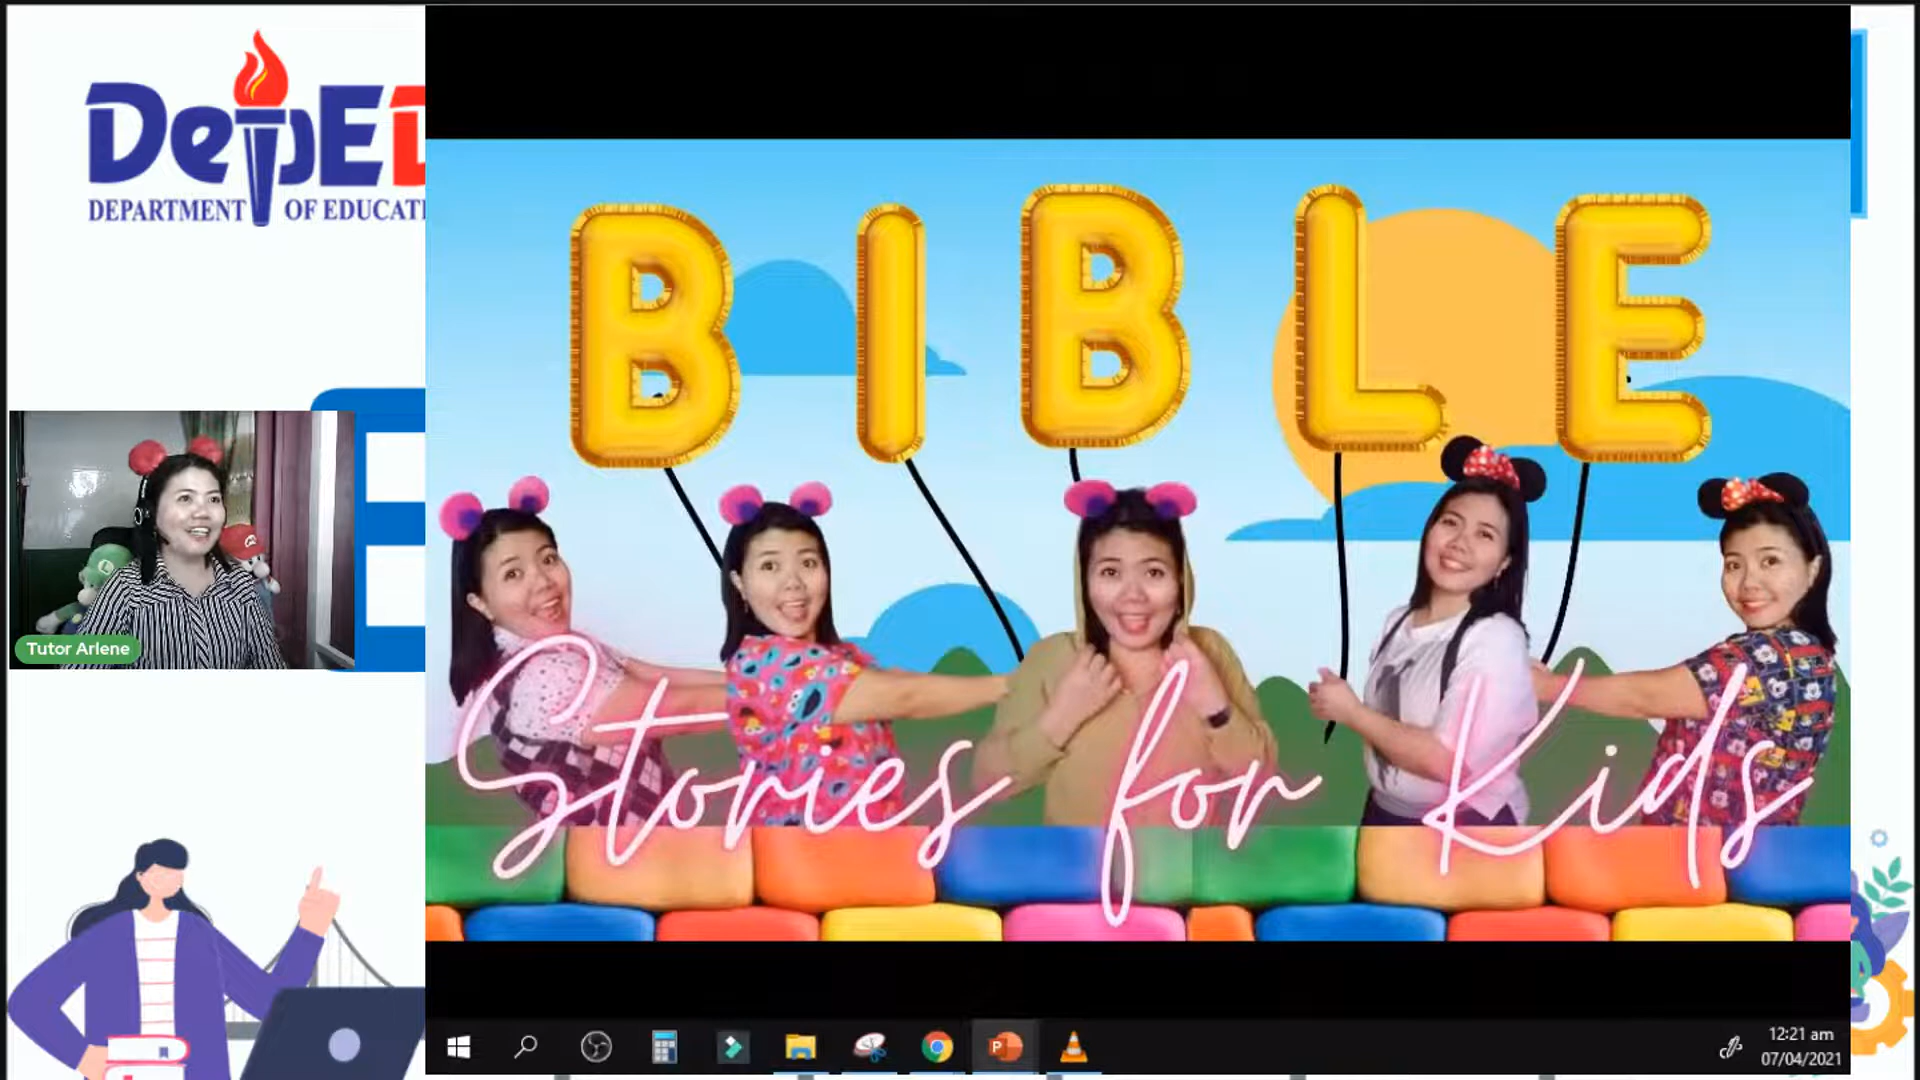 DepED
DEPARTMENT OF EDUCATI
BIBLE
Stories for Kids
Tutor Arlene
12:21 am
07/04/2021